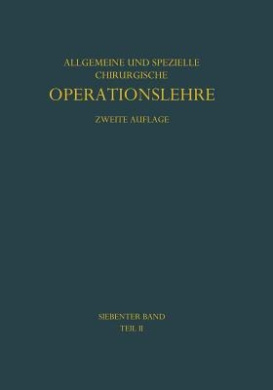 ALLGEMEINE UND SPEZIELLE
CHIRURGISCHE
OPERATIONSLEHRE
ZWEITE AUFLAGE
SIEBENTER BAND
TEIL II